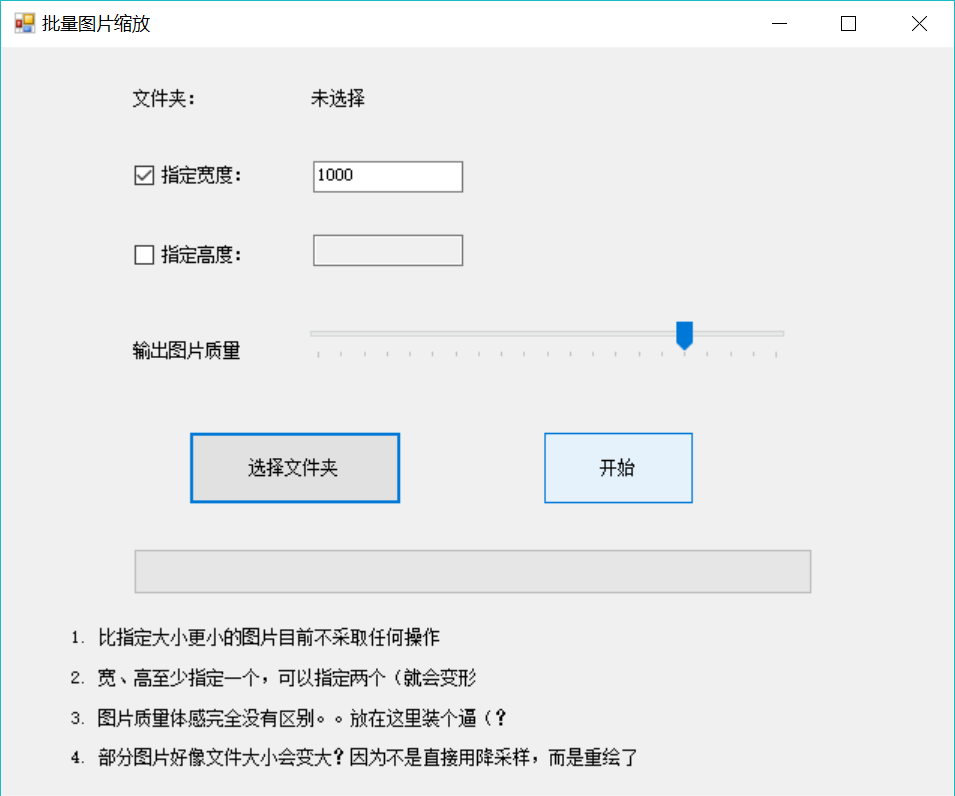 批量图片缩放
文件夹： 未选择
指定宽度： 1000
指定高度：
输出图片质量
选择文件夹 开始
1. 比指定大小更小的图片目前不采取任何操作
2. 宽、高至少指定一个，可以指定两个（就会变形
3. 图片质量体感完全没有区别。。放在这里装个逼（？
4. 部分图片好像文件大小会变大？因为不是直接用降采样，而是重绘了